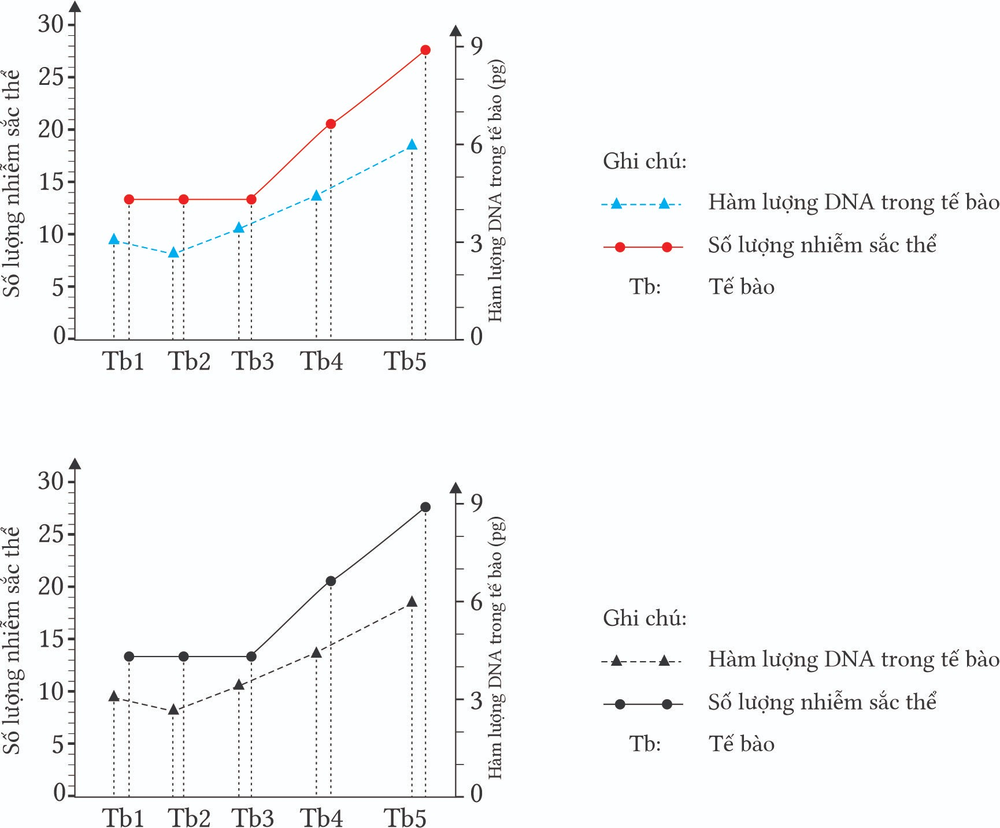 Số lượng nhiễm sắc thể
30
25
20
15
10
5
0
Tb1 Tb2 Tb3 Tb4 Tb5
9
6
3
0
Hàm lượng DNA trong tế bào (pg)
Ghi chú:
Hàm lượng DNA trong tế bào
Số lượng nhiễm sắc thể
Tb: Tế bào
Số lượng nhiễm sắc thể
30
25
20
15
10
5
0
Tb1 Tb2 Tb3 Tb4 Tb5
9
6
3
0
Hàm lượng DNA trong tế bào (pg)
Ghi chú:
Hàm lượng DNA trong tế bào
Số lượng nhiễm sắc thể
Tb: Tế bào